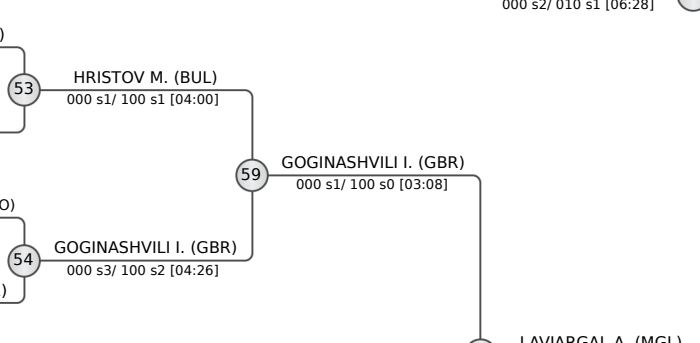 000 s2/ 010 s1 [06:28]
)
HRISTOV M. (BUL)
53
000 s1/ 100 s1 [04:00]
GOGINASHVILI I. (GBR)
59
000 s1/ 100 s0 [03:08]
O)
GOGINASHVILI I. (GBR)
54
000 s3/ 100 s2 [04:26]
)